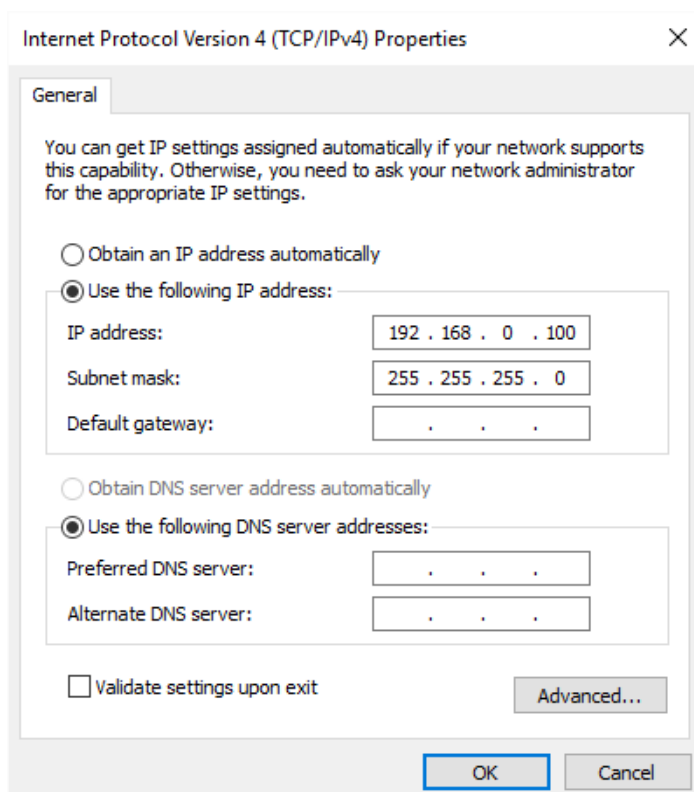 Internet Protocol Version 4 (TCP/IPv4) Properties
General
You can get IP settings assigned automatically if your network supports
this capability. Otherwise, you need to ask your network administrator
for the appropriate IP settings.
Obtain an IP address automatically
Use the following IP address:
IP address: 192 . 168 . 0 . 100
Subnet mask: 255 . 255 . 255 . 0
Default gateway: . . .
Obtain DNS server address automatically
Use the following DNS server addresses:
Preferred DNS server: . . .
Alternate DNS server: . . .
Validate settings upon exit
Advanced...
OK Cancel